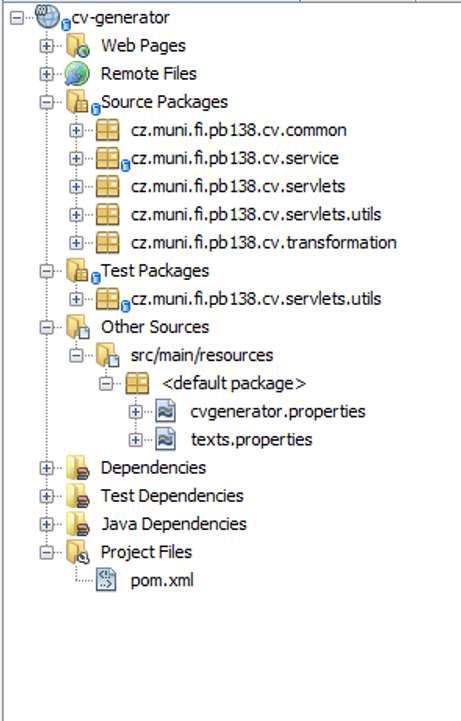 cv-generator
Web Pages
Remote Files
Source Packages
cz.muni.fi.pb138.cv.common
cz.muni.fi.pb138.cv.service
cz.muni.fi.pb138.cv.servlets
cz.muni.fi.pb138.cv.servlets.utils
cz.muni.fi.pb138.cv.transformation
Test Packages
cz.muni.fi.pb138.cv.servlets.utils
Other Sources
src/main/resources
<default package>
cvgenerator.properties
texts.properties
Dependencies
Test Dependencies
Java Dependencies
Project Files
pom.xml